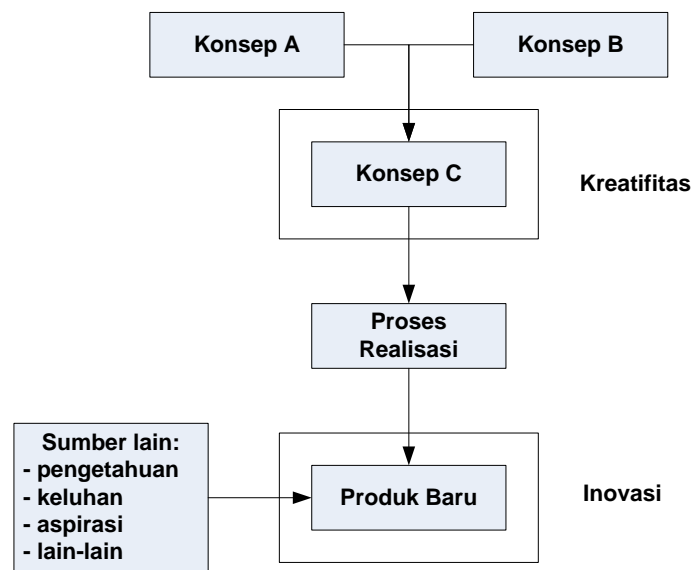 Konsep A
Konsep B
Konsep C
Kreatifitas
Proses
Realisasi
Sumber lain:
- pengetahuan
- keluhan
- aspirasi
- lain-lain
Produk Baru
Inovasi